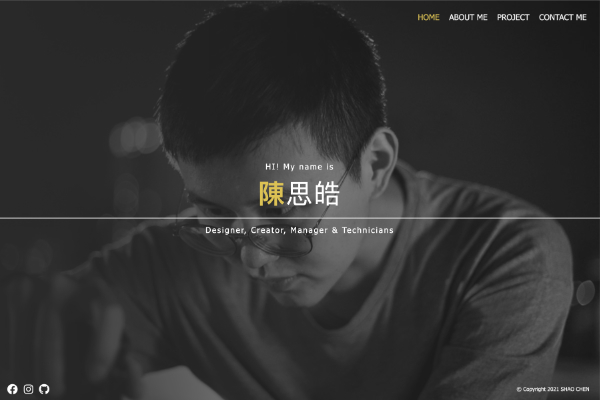 HOME ABOUT ME PROJECT CONTACT ME
HI! My name is
陳思皓
Designer, Creator, Manager & Technicians
© Copyright 2021 SHAO CHEN